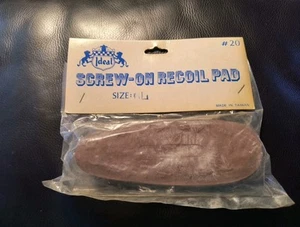 Ideal
# 20
SCREW-ON RECOIL PAD
SIZE
MADE IN TAIWAN